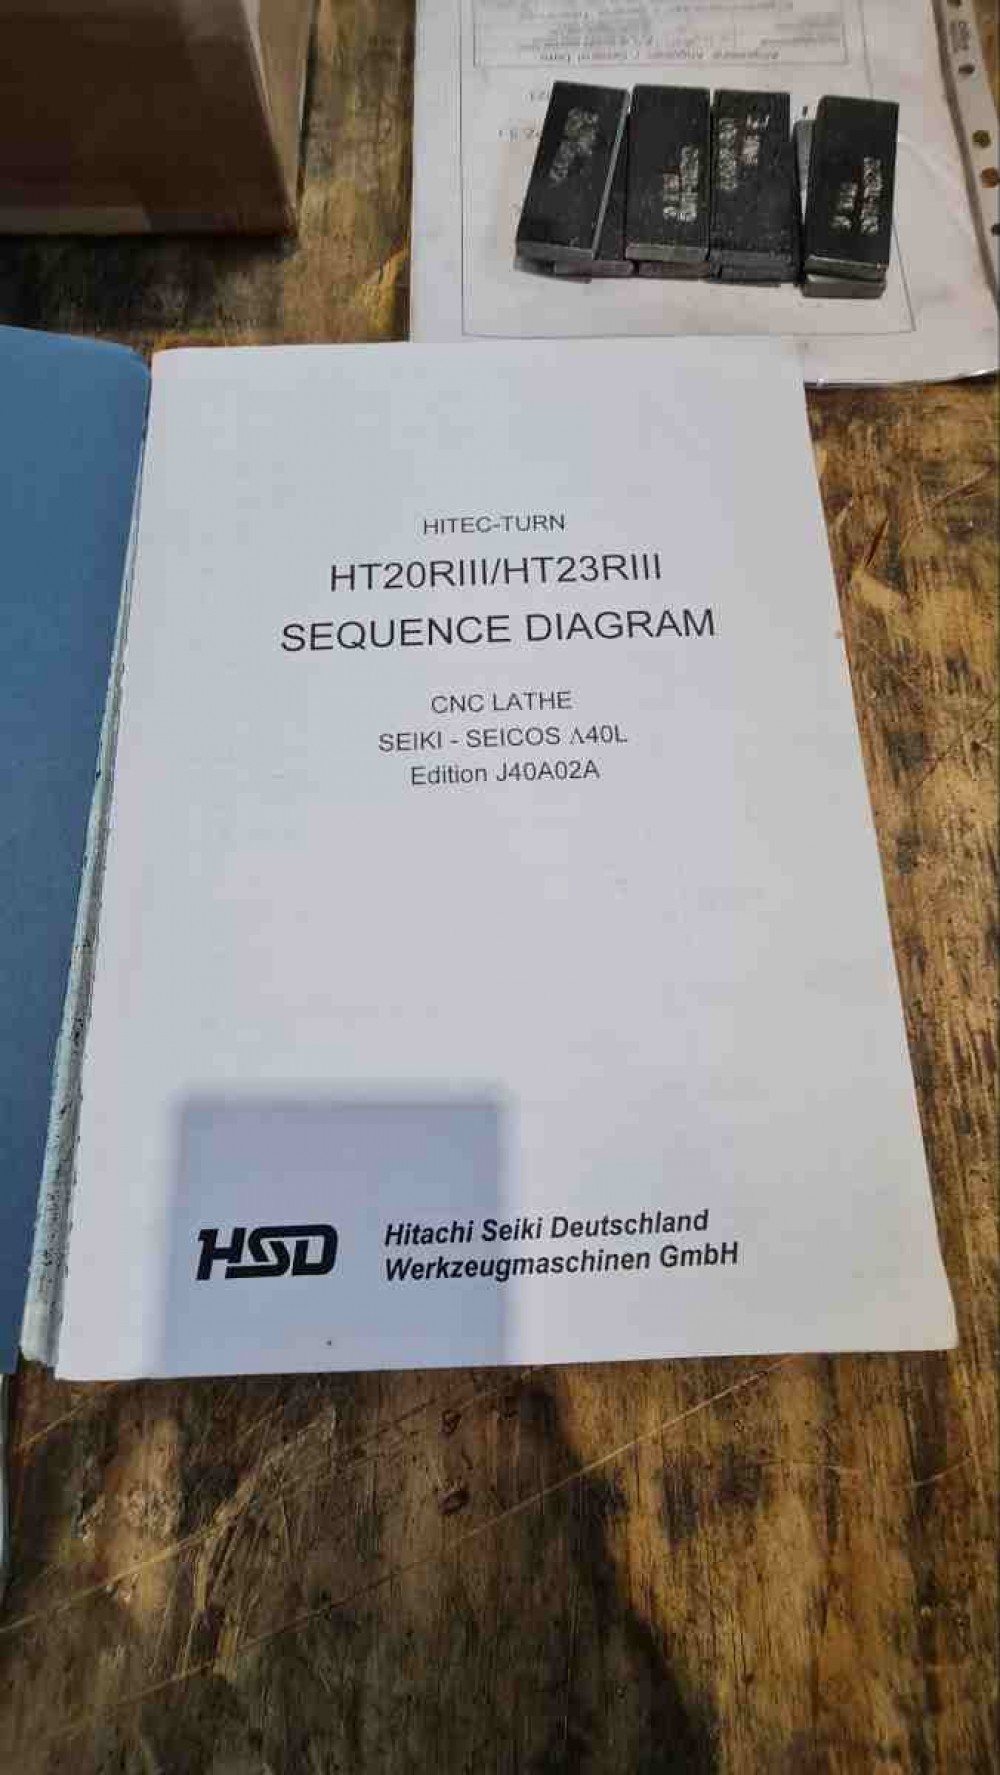 HITEC-TURN
HT20RIII/HT23RIII
SEQUENCE DIAGRAM
CNC LATHE
SEIKI - SEICOS Λ40L
Edition J40A02A
HSD
Hitachi Seiki Deutschland
Werkzeugmaschinen GmbH